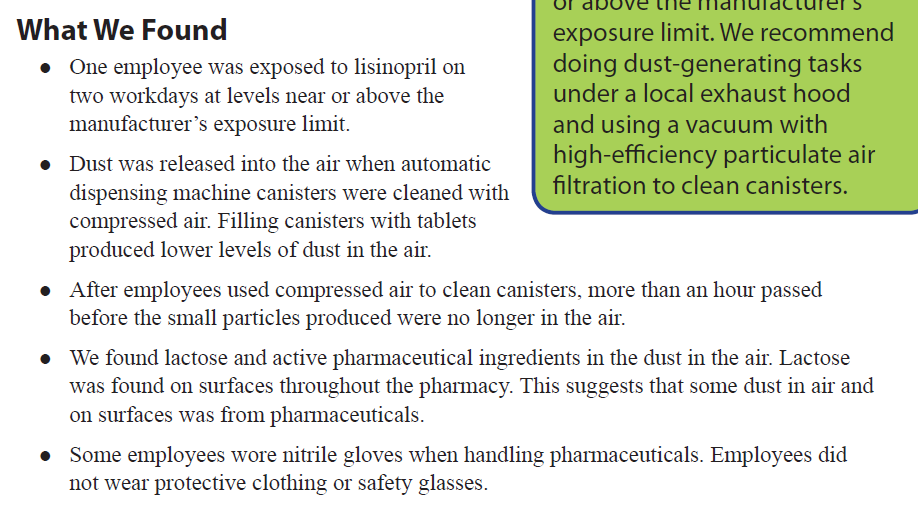 What We Found
● One employee was exposed to lisinopril on
two workdays at levels near or above the
manufacturer's exposure limit.
● Dust was released into the air when automatic
dispensing machine canisters were cleaned with
compressed air. Filling canisters with tablets
produced lower levels of dust in the air.
● After employees used compressed air to clean canisters, more than an hour passed
before the small particles produced were no longer in the air.
● We found lactose and active pharmaceutical ingredients in the dust in the air. Lactose
was found on surfaces throughout the pharmacy. This suggests that some dust in air and
on surfaces was from pharmaceuticals.
● Some employees wore nitrile gloves when handling pharmaceuticals. Employees did
not wear protective clothing or safety glasses.
or above the manufacturer's
exposure limit. We recommend
doing dust-generating tasks
under a local exhaust hood
and using a vacuum with
high-efficiency particulate air
filtration to clean canisters.